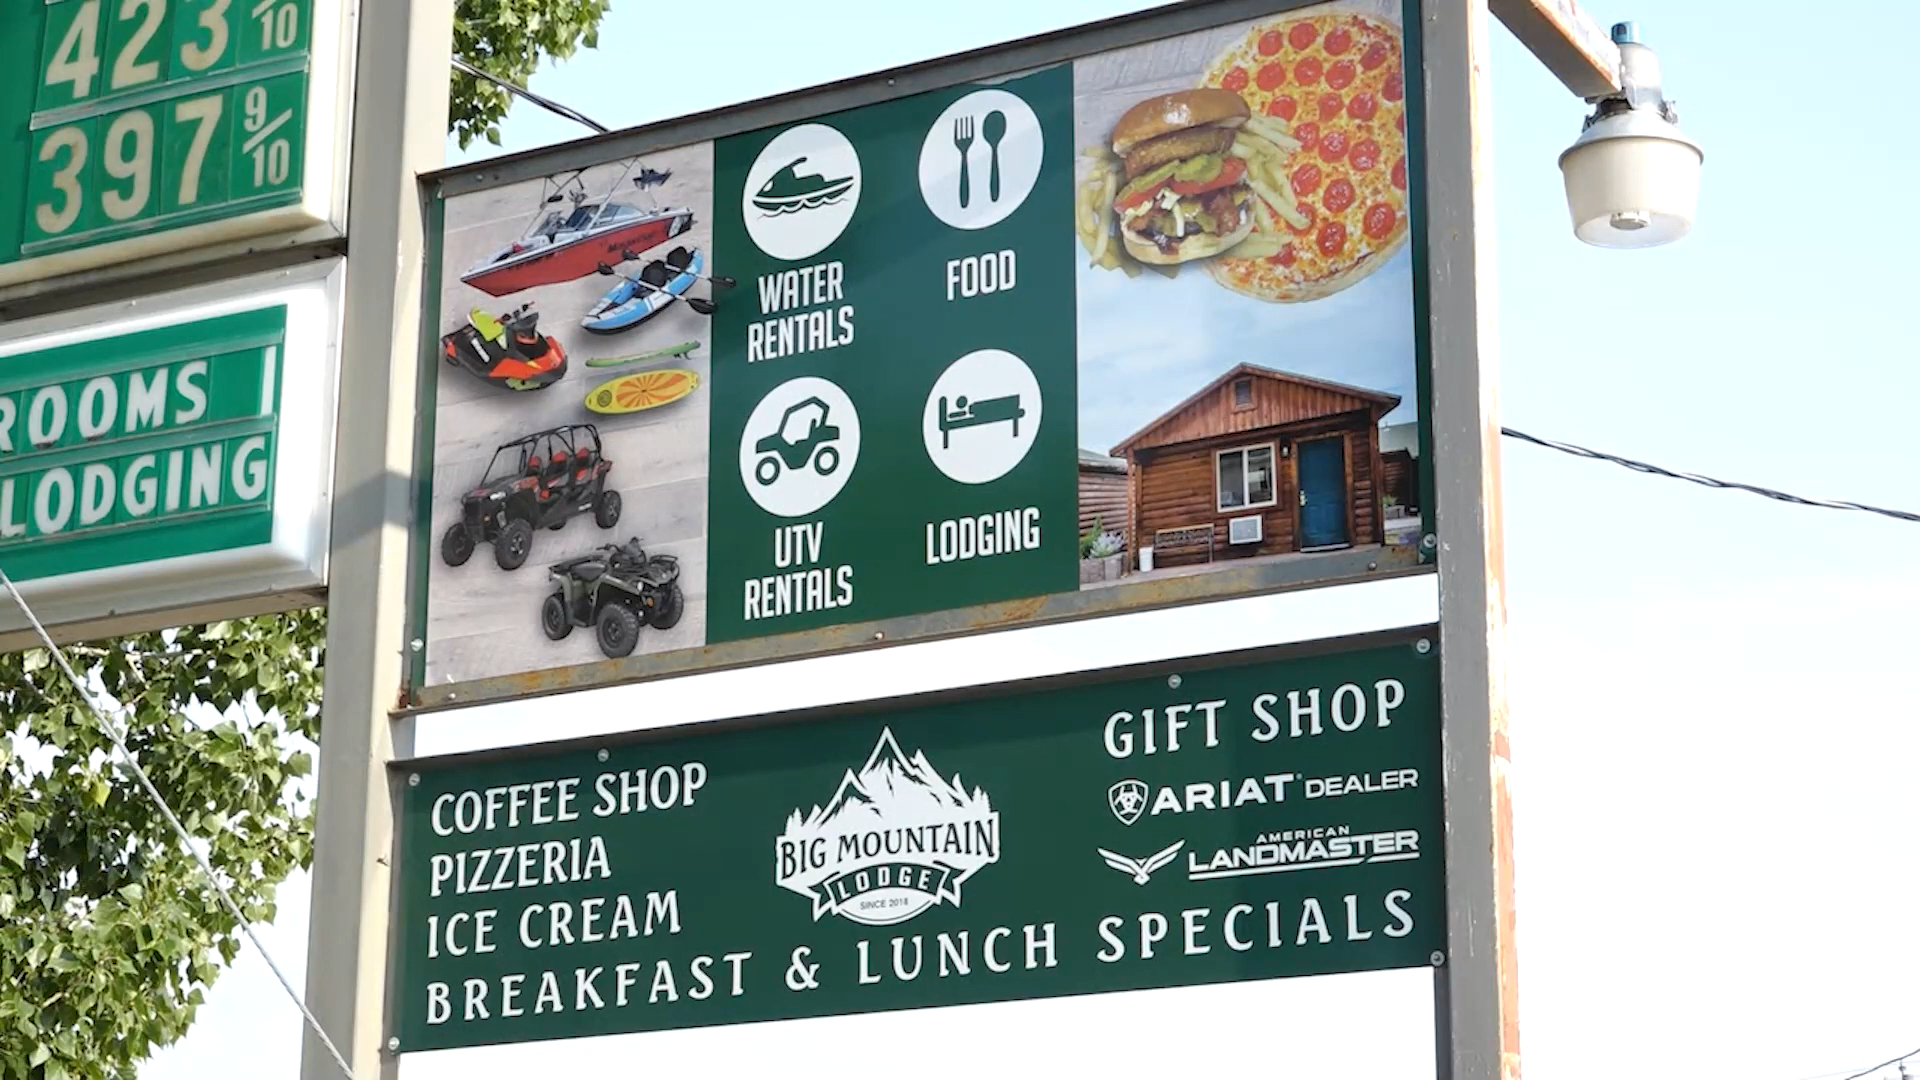 423 9/10
397 9/10
ROOMS
LODGING
WATER
RENTALS
FOOD
UTV
RENTALS
LODGING
COFFEE SHOP
PIZZERIA
ICE CREAM
BREAKFAST & LUNCH SPECIALS
BIG MOUNTAIN
LODGE
SINCE 2018
GIFT SHOP
ARIAT DEALER
AMERICAN
LANDMASTER